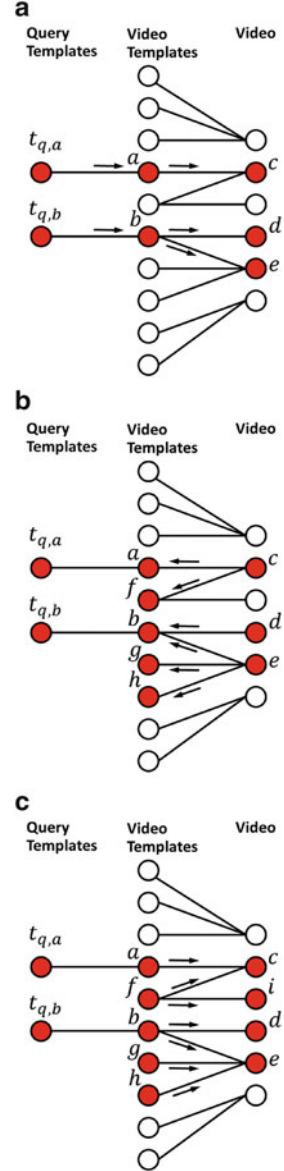 a
Query Video Video
Templates Templates
t_{q,a} a c
t_{q,b} b d
e
b
Query Video Video
Templates Templates
t_{q,a} a c
f
t_{q,b} b d
g e
h
c
Query Video Video
Templates Templates
t_{q,a} a c
f i
t_{q,b} b d
g e
h